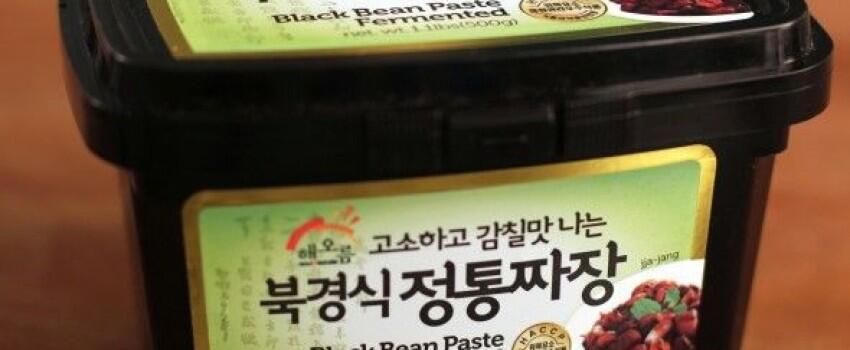 Black Bean Paste
Fermented
net. wt. 1.1lbs(500g)
해오름
고소하고 감칠맛 나는
북경식 정통짜장
jja-jang
Black Bean Paste
HACCP